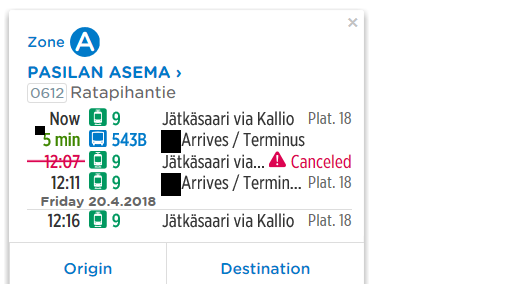 ×
Zone A
PASILAN ASEMA ›
0612 Ratapihantie
Now 9 Jätkäsaari via Kallio Plat. 18
5 min 543B Arrives / Terminus
12:07 9 Jätkäsaari via... Canceled
12:11 9 Arrives / Termin... Plat. 18
Friday 20.4.2018
12:16 9 Jätkäsaari via Kallio Plat. 18
Origin Destination